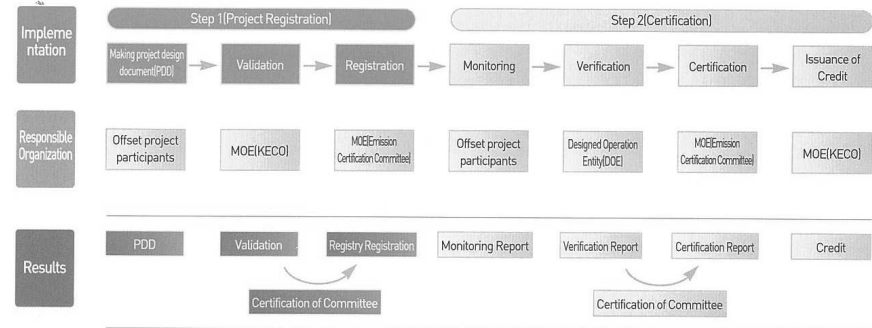 Impleme
ntation
Step 1(Project Registration)
Step 2(Certification)
Making project design
document(PDD)
Validation
Registration
Monitoring
Verification
Certification
Issuance of
Credit
Responsible
Organization
Offset project
participants
MOE(KECO)
MOE(Emission
Certification Committee)
Offset project
participants
Designed Operation
Entity(DOE)
MOE(Emission
Certification Committee)
MOE(KECO)
Results
PDD
Validation
Registry Registration
Monitoring Report
Verification Report
Certification Report
Credit
Certification of Committee
Certification of Committee